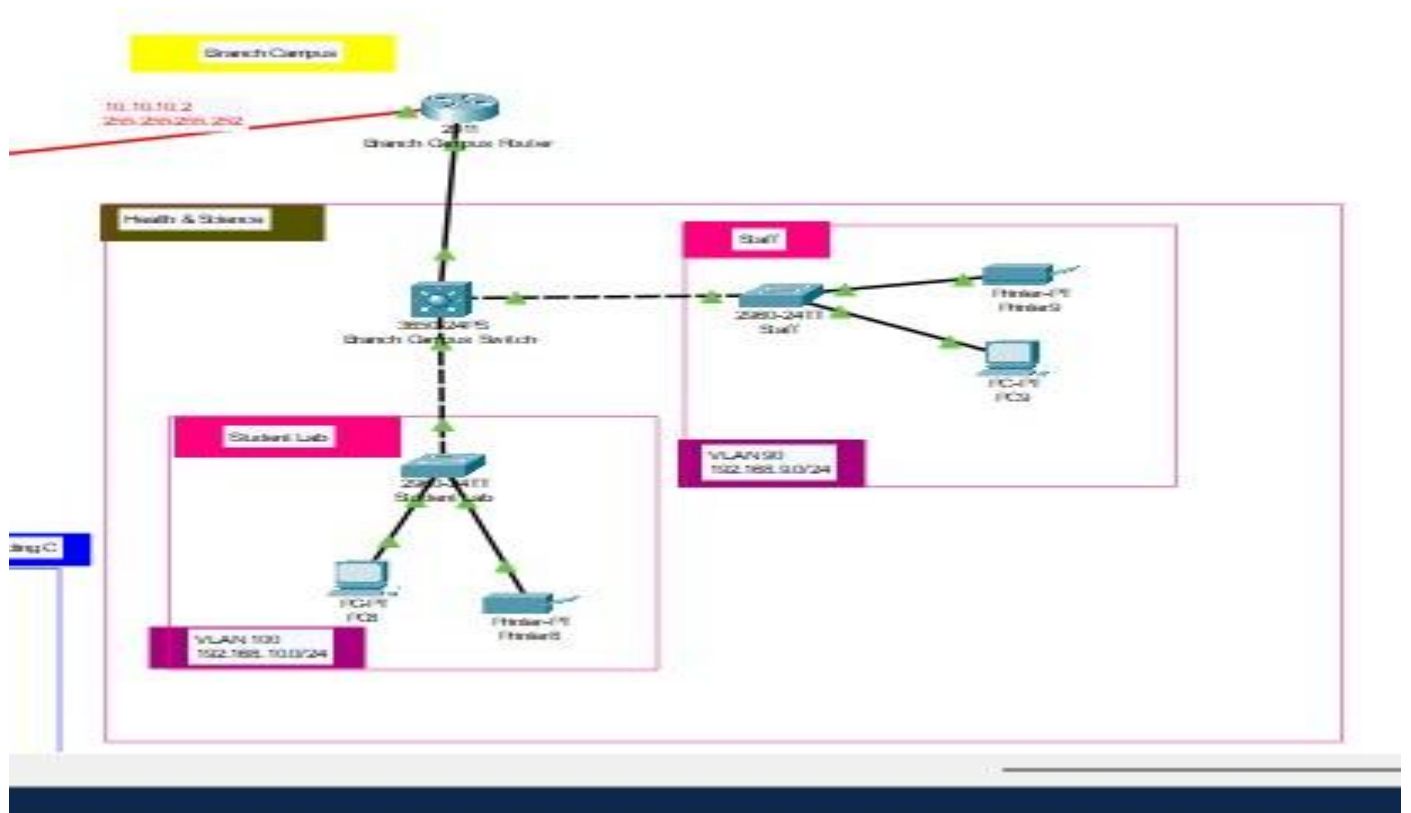 Branch Campus
10.10.10.2
255.255.255.252
2911
Branch Campus Router
Health & Science
Staff
Printer-PT
Printer9
2960-24TT
Staff
3650-24PS
Branch Campus Switch
PC-PT
PC9
Student Lab
VLAN 90
192.168.9.0/24
2960-24TT
Student Lab
ding C
PC-PT
PC8
Printer-PT
Printer8
VLAN 100
192.168.10.0/24